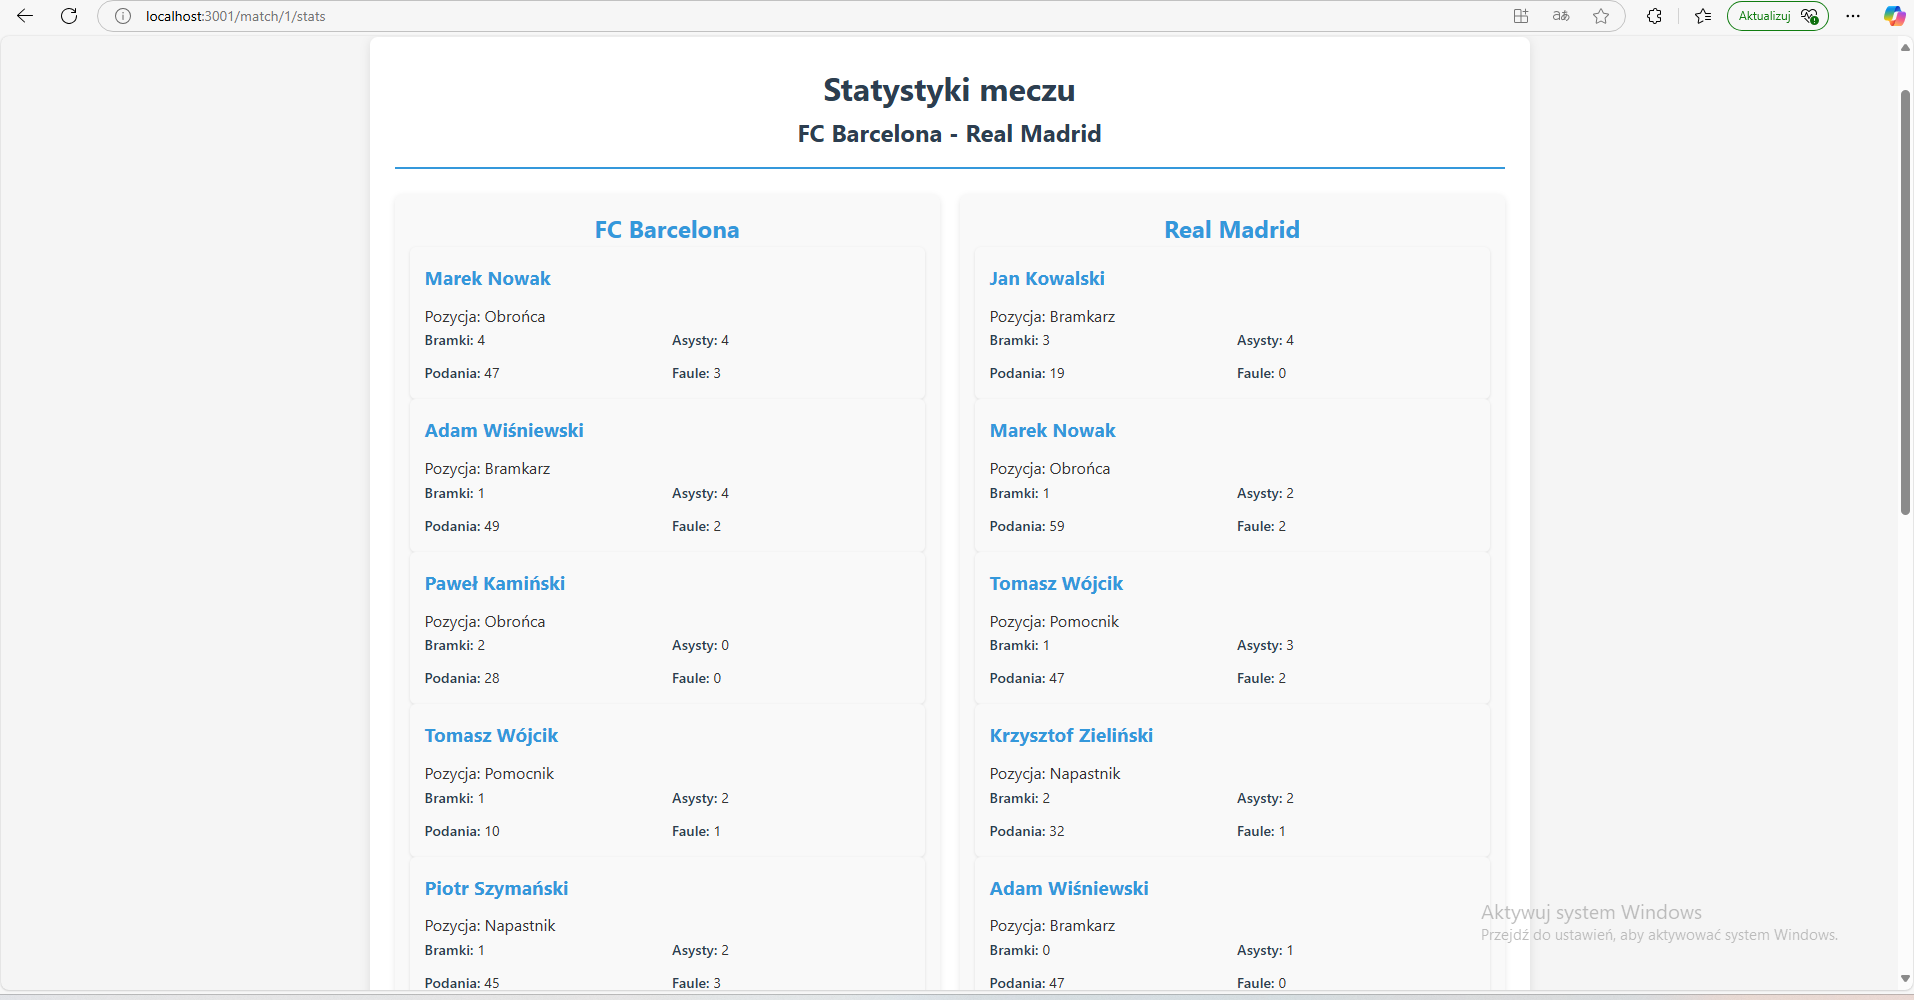 localhost:3001/match/1/stats
aあ
Aktualizuj
Statystyki meczu
FC Barcelona - Real Madrid
FC Barcelona
Marek Nowak
Pozycja: Obrońca
Bramki: 4 Asysty: 4
Podania: 47 Faule: 3
Adam Wiśniewski
Pozycja: Bramkarz
Bramki: 1 Asysty: 4
Podania: 49 Faule: 2
Paweł Kamiński
Pozycja: Obrońca
Bramki: 2 Asysty: 0
Podania: 28 Faule: 0
Tomasz Wójcik
Pozycja: Pomocnik
Bramki: 1 Asysty: 2
Podania: 10 Faule: 1
Piotr Szymański
Pozycja: Napastnik
Bramki: 1 Asysty: 2
Podania: 45 Faule: 3
Real Madrid
Jan Kowalski
Pozycja: Bramkarz
Bramki: 3 Asysty: 4
Podania: 19 Faule: 0
Marek Nowak
Pozycja: Obrońca
Bramki: 1 Asysty: 2
Podania: 59 Faule: 2
Tomasz Wójcik
Pozycja: Pomocnik
Bramki: 1 Asysty: 3
Podania: 47 Faule: 2
Krzysztof Zieliński
Pozycja: Napastnik
Bramki: 2 Asysty: 2
Podania: 32 Faule: 1
Adam Wiśniewski
Pozycja: Bramkarz
Bramki: 0 Asysty: 1
Podania: 47 Faule: 0
Aktywuj system Windows
Przejdź do ustawień, aby aktywować system Windows.